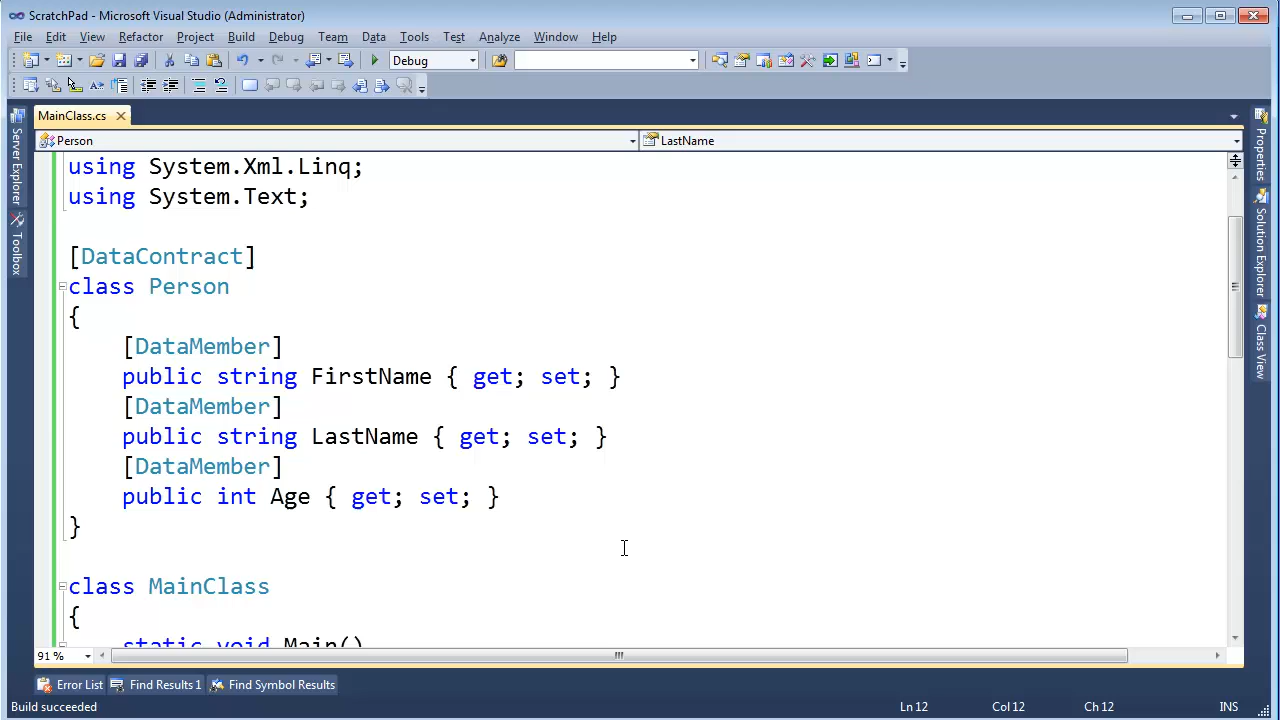 ScratchPad - Microsoft Visual Studio (Administrator)
File Edit View Refactor Project Build Debug Team Data Tools Test Analyze Window Help
Debug
MainClass.cs
Person
LastName
using System.Xml.Linq;
using System.Text;
[DataContract]
class Person
{
[DataMember]
public string FirstName { get; set; }
[DataMember]
public string LastName { get; set; }
[DataMember]
public int Age { get; set; }
}
class MainClass
{
static void Main()
Server Explorer
Toolbox
Properties
Solution Explorer
Class View
91 %
Error List Find Results 1 Find Symbol Results
Build succeeded Ln 12 Col 12 Ch 12 INS